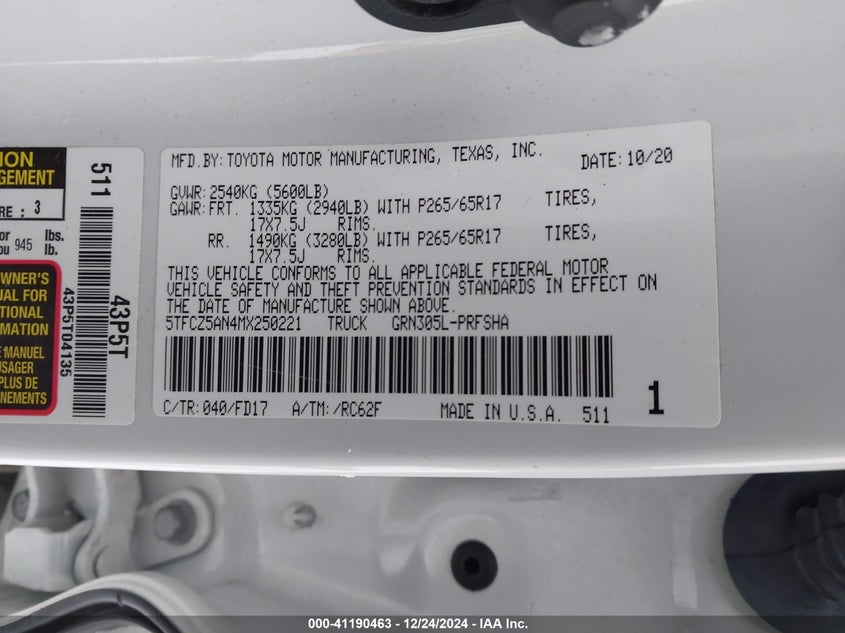 MFD.BY: TOYOTA MOTOR MANUFACTURING, TEXAS, INC. DATE: 10/20
GVWR: 2540KG (5600LB)
GAWR: FRT. 1335KG (2940LB) WITH P265/65R17 TIRES,
17X7.5J RIMS.
RR. 1490KG (3280LB) WITH P265/65R17 TIRES,
17X7.5J RIMS.
THIS VEHICLE CONFORMS TO ALL APPLICABLE FEDERAL MOTOR
VEHICLE SAFETY AND THEFT PREVENTION STANDARDS IN EFFECT ON
THE DATE OF MANUFACTURE SHOWN ABOVE.
5TFCZ5AN4MX250221 TRUCK GRN305L-PRFSHA
C/TR: 040/FD17 A/TM: /RC62F MADE IN U.S.A. 511
1
ION
GEMENT
RE : 3
or
ou 945 lbs.
lb.
OWNER'S
UAL FOR
TIONAL
RMATION
E MANUEL
USAGER
PLUS DE
NEMENTS
511
43P5T04135
43P5T
000-41190463 - 12/24/2024 - IAA Inc.